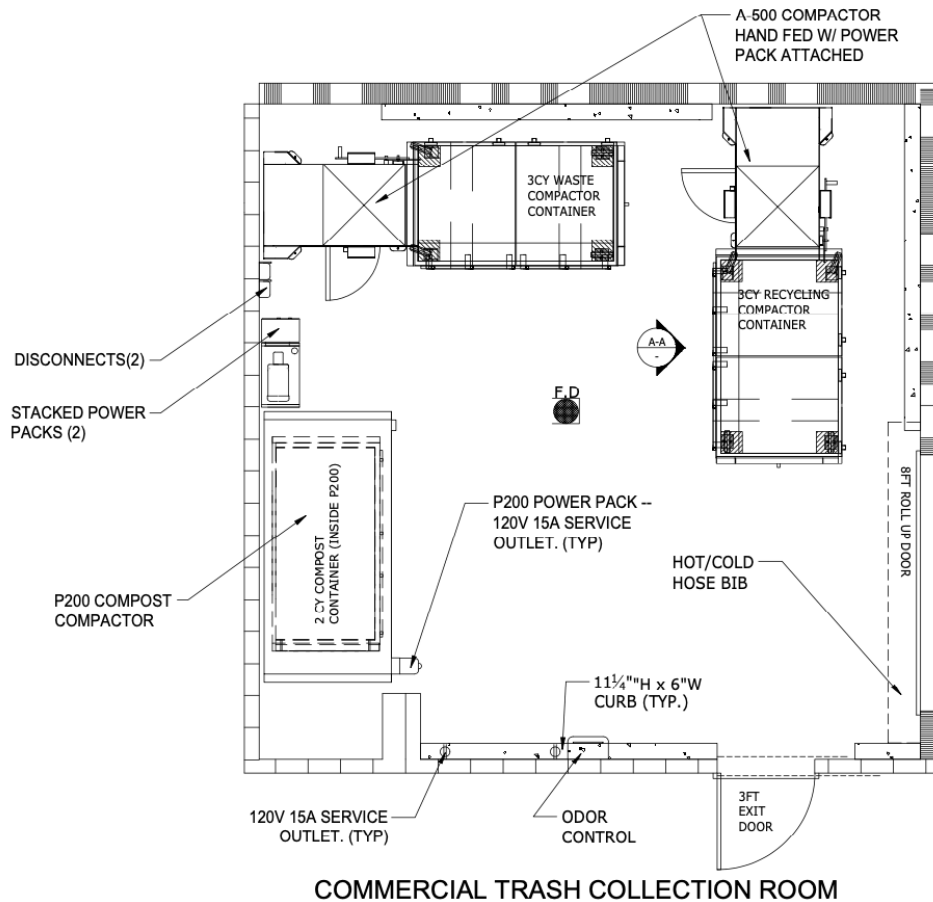 A-500 COMPACTOR
HAND FED W/ POWER
PACK ATTACHED
3CY WASTE
COMPACTOR
CONTAINER
3CY RECYCLING
COMPACTOR
CONTAINER
A-A
-
DISCONNECTS(2)
STACKED POWER
PACKS (2)
F.D
8FT ROLL UP DOOR
2 CY COMPOST
CONTAINER (INSIDE P200)
P200 POWER PACK --
120V 15A SERVICE
OUTLET. (TYP)
HOT/COLD
HOSE BIB
P200 COMPOST
COMPACTOR
11¼""H x 6"W
CURB (TYP.)
120V 15A SERVICE
OUTLET. (TYP)
ODOR
CONTROL
3FT
EXIT
DOOR
COMMERCIAL TRASH COLLECTION ROOM